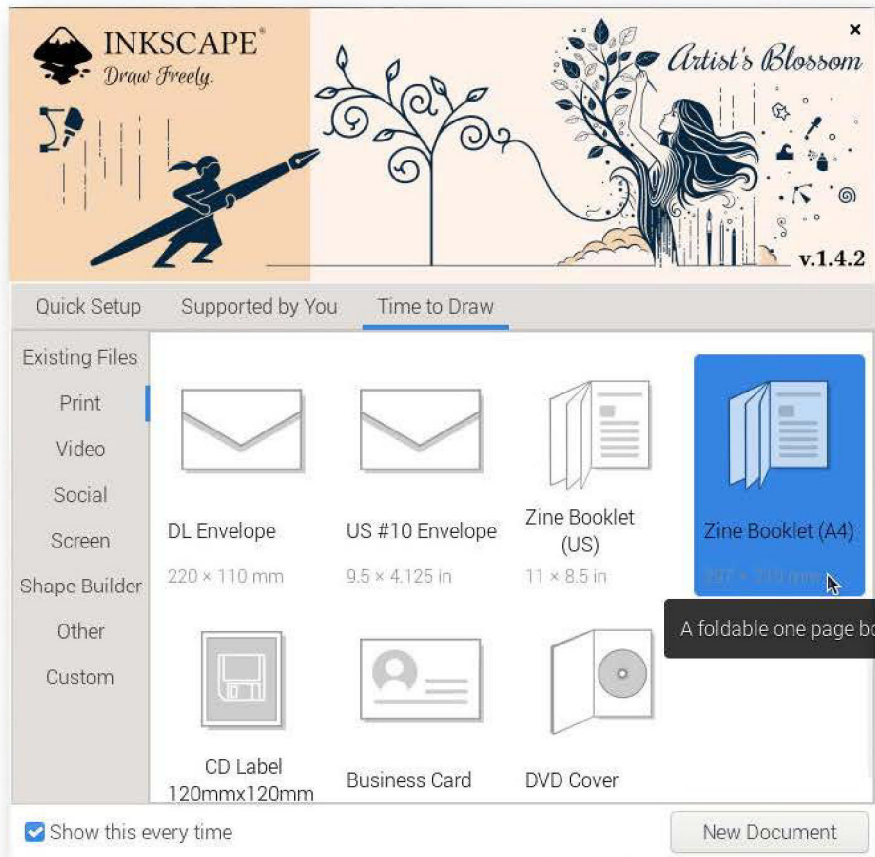 INKSCAPE®
Draw Freely.
Artist's Blossom
v.1.4.2
Quick Setup Supported by You Time to Draw
Existing Files
Print
Video
Social
Screen
Shape Builder
Other
Custom
DL Envelope
220 × 110 mm
US #10 Envelope
9.5 × 4.125 in
Zine Booklet
(US)
11 × 8.5 in
Zine Booklet (A4)
297 × 210 mm
A foldable one page bo
CD Label
120mmx120mm
Business Card
DVD Cover
Show this every time
New Document